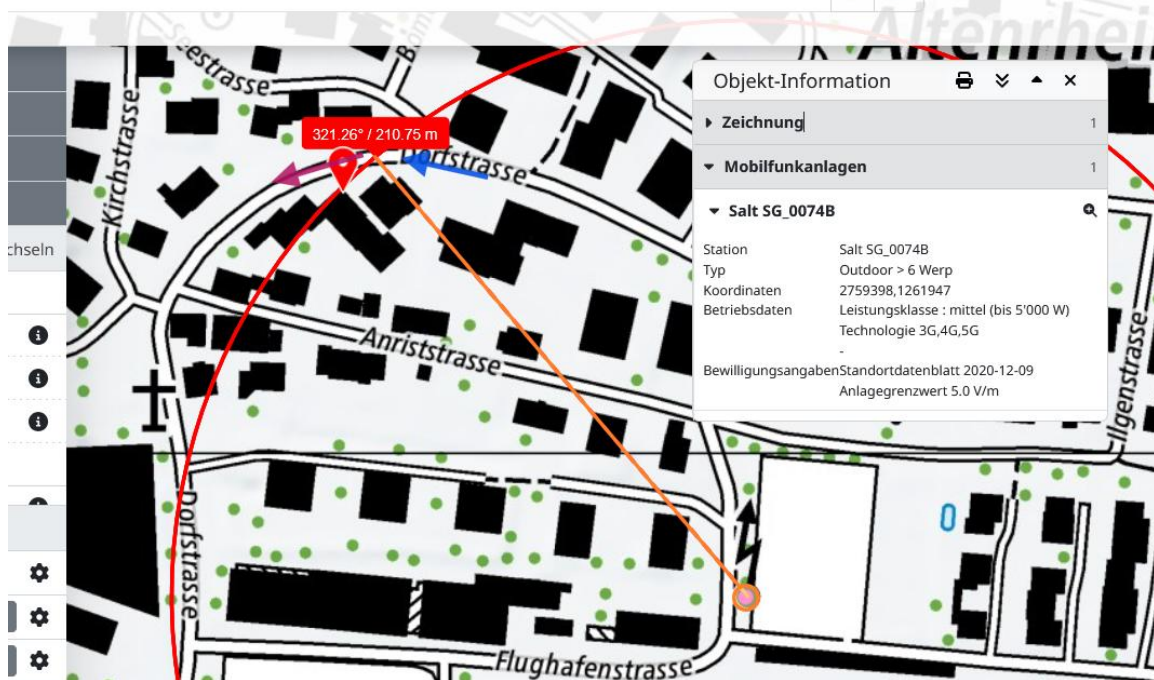 Altenrhei
Objekt-Information
Zeichnung 1
Mobilfunkanlagen 1
Salt SG_0074B
Station Salt SG_0074B
Typ Outdoor > 6 Werp
Koordinaten 2759398,1261947
Betriebsdaten Leistungsklasse : mittel (bis 5'000 W)
Technologie 3G,4G,5G
-
Bewilligungsangaben Standortdatenblatt 2020-12-09
Anlagegrenzwert 5.0 V/m
chseln
Seestrasse
Kirchstrasse
321.26° / 210.75 m
Dorfstrasse
Anriststrasse
Dorfstrasse
Flughafenstrasse
Ilgenstrasse